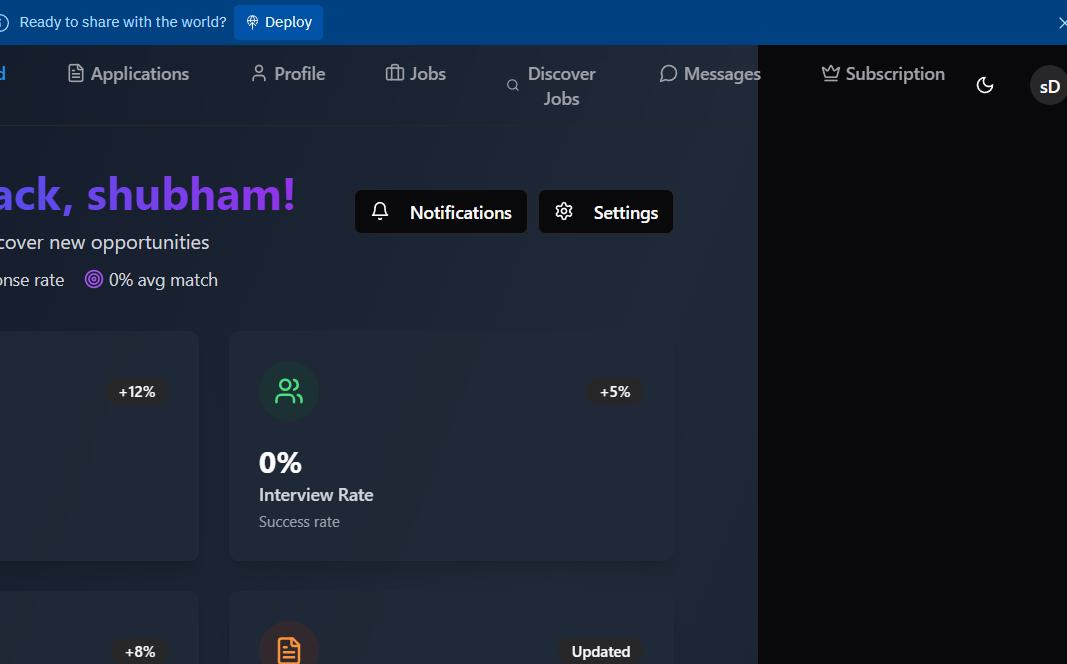 Ready to share with the world? Deploy
d Applications Profile Jobs Discover Jobs Messages Subscription sD
ack, shubham!
Notifications Settings
cover new opportunities
onse rate 0% avg match
+12% +5%
0%
Interview Rate
Success rate
+8% Updated